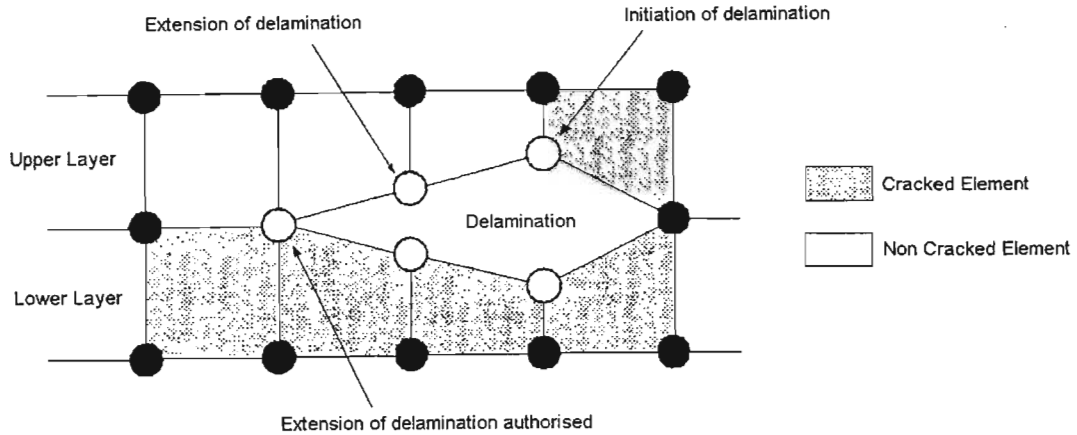 Initiation of delamination
Extension of delamination
Upper Layer
Cracked Element
Delamination
Non Cracked Element
Lower Layer
Extension of delamination authorised